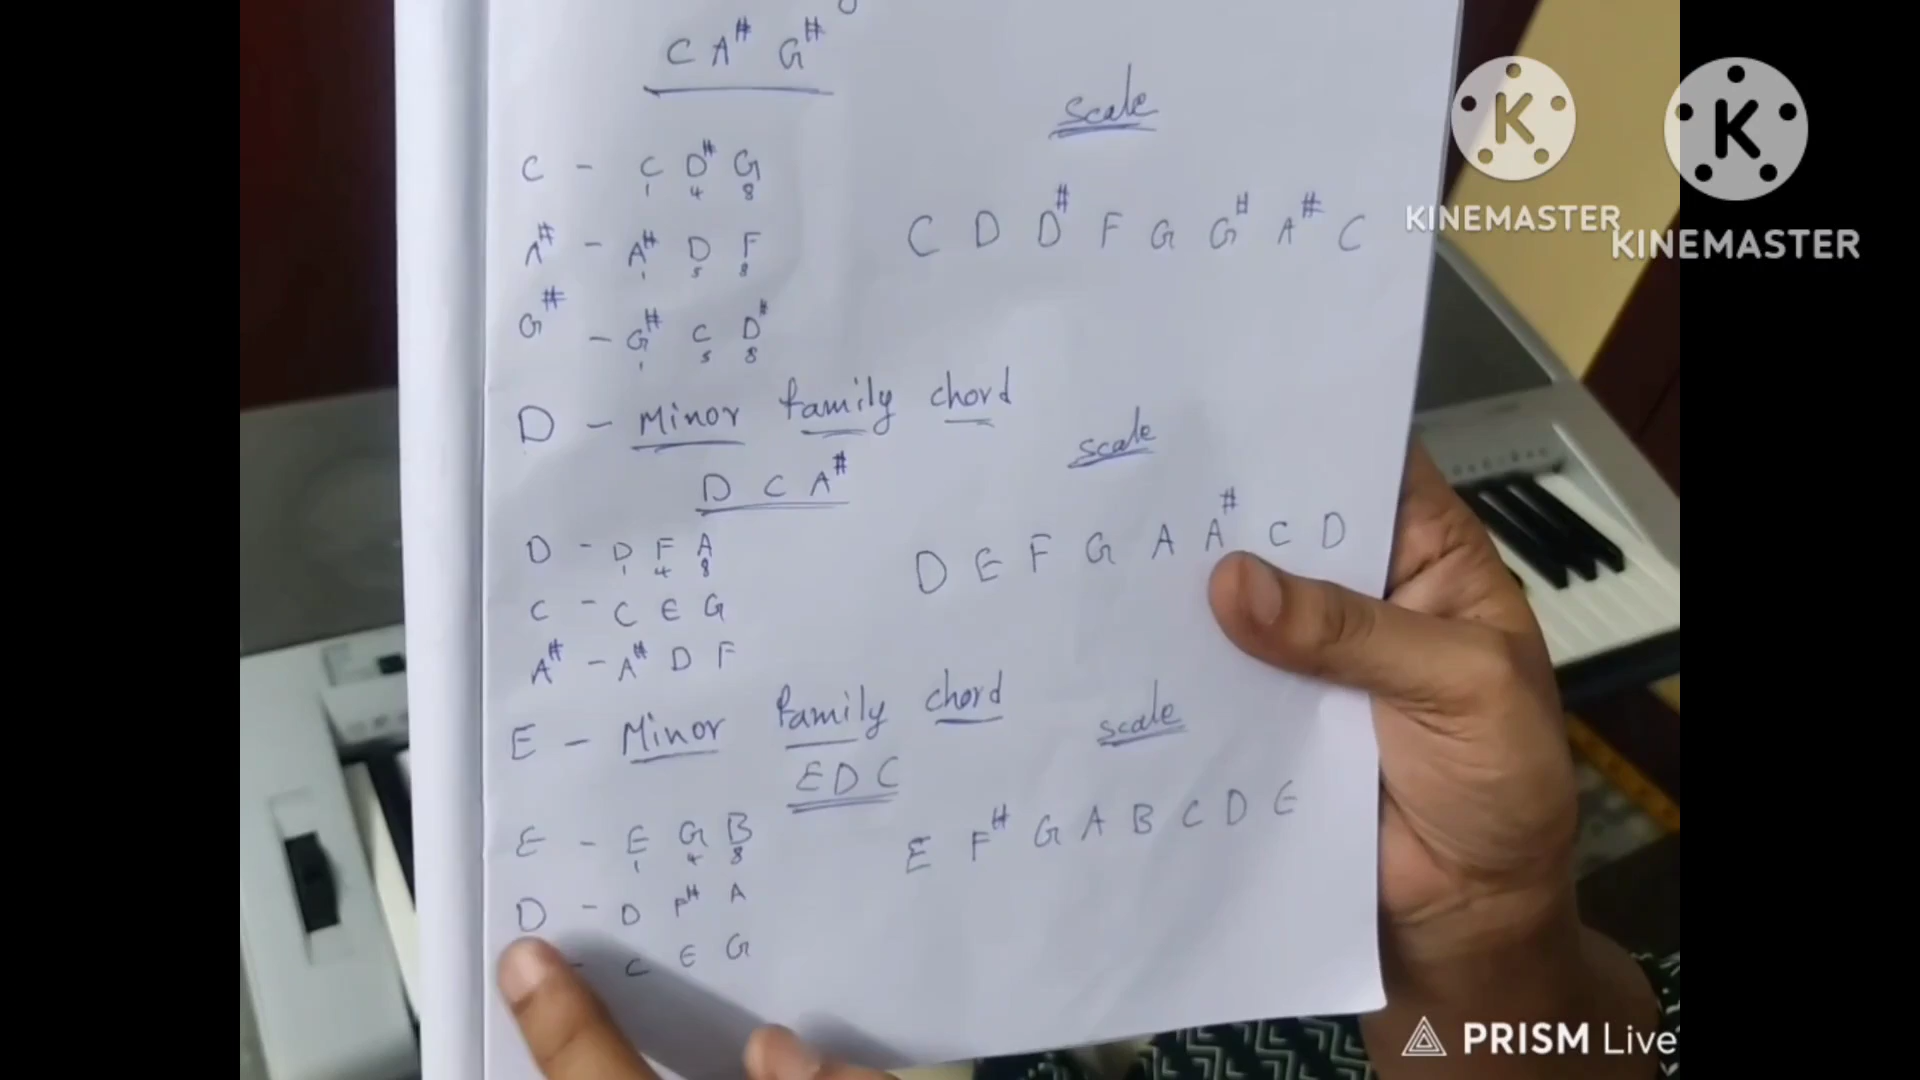 C A# G#
scale
C - C D# G
1 4 8
A# - A# D F
1 5 8
C D D# F G G# A# C
G# - G# C D#
1 5 8
D - Minor family chord
D C A#
scale
D - D F A
1 4 8
D E F G A A# C D
C - C E G
A# - A# D F
E - Minor family chord
E D C
scale
E - E G B
1 4 8
E F# G A B C D E
D - D F# A
- C E G
K
KINEMASTER
K
KINEMASTER
PRISM Live